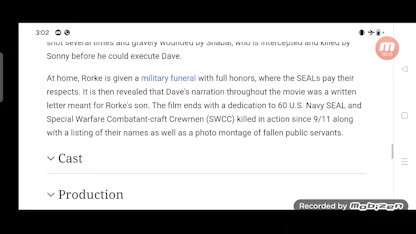 3:02
shot several times and gravely wounded by Shabal, who is intercepted and killed by
Sonny before he could execute Dave.
At home, Rorke is given a military funeral with full honors, where the SEALs pay their
respects. It is then revealed that Dave's narration throughout the movie was a written
letter meant for Rorke's son. The film ends with a dedication to 60 U.S. Navy SEAL and
Special Warfare Combatant-craft Crewmen (SWCC) killed in action since 9/11 along
with a listing of their names as well as a photo montage of fallen public servants.
Cast
Production
Recorded by mobizen